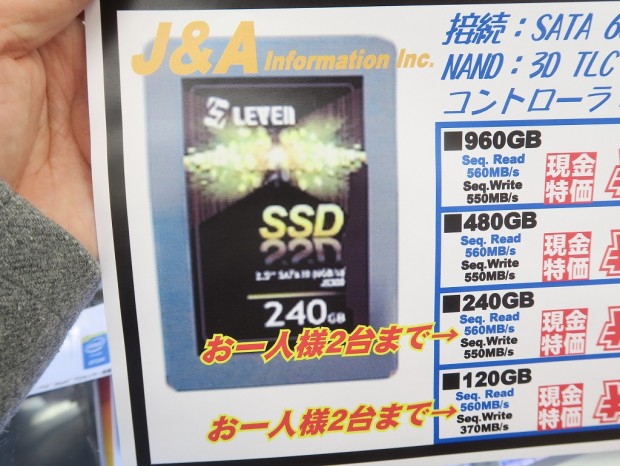 J&A Information Inc.
接続：SATA 6
NAND：3D TLC
コントローラ
LEVEN
SSD
240GB
■960GB
Seq. Read
560MB/s
Seq.Write
550MB/s
現金
特価
■480GB
Seq. Read
560MB/s
Seq.Write
550MB/s
現金
特価
お一人様2台まで→
■240GB
Seq. Read
560MB/s
Seq.Write
550MB/s
現金
特価
お一人様2台まで→
■120GB
Seq. Read
560MB/s
Seq.Write
370MB/s
現金
特価